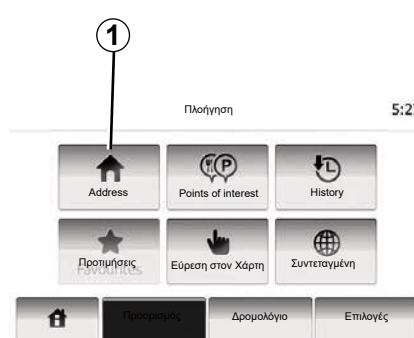 1
Πλοήγηση 5:2
Address Points of interest History
Προτιμήσεις Εύρεση στον Χάρτη Συντεταγμένη
Favourites
Προορισμός Δρομολόγιο Επιλογές